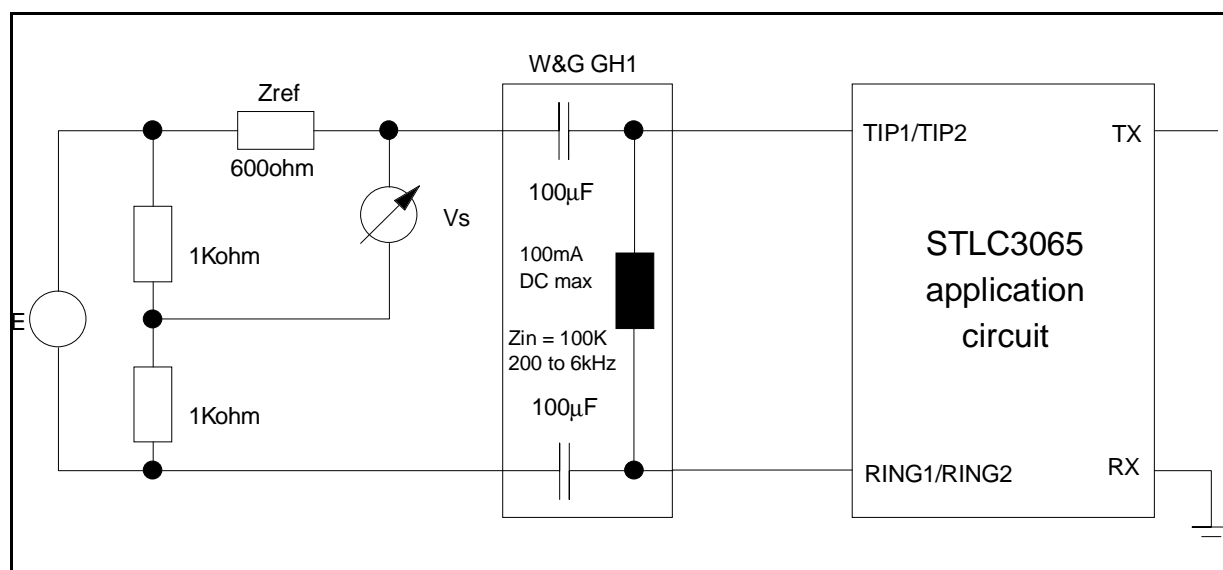 W&G GH1
Zref
600ohm
TIP1/TIP2
TX
100μF
Vs
1Kohm
100mA
DC max
STLC3065
application
circuit
E
Zin = 100K
200 to 6kHz
1Kohm
100μF
RING1/RING2
RX